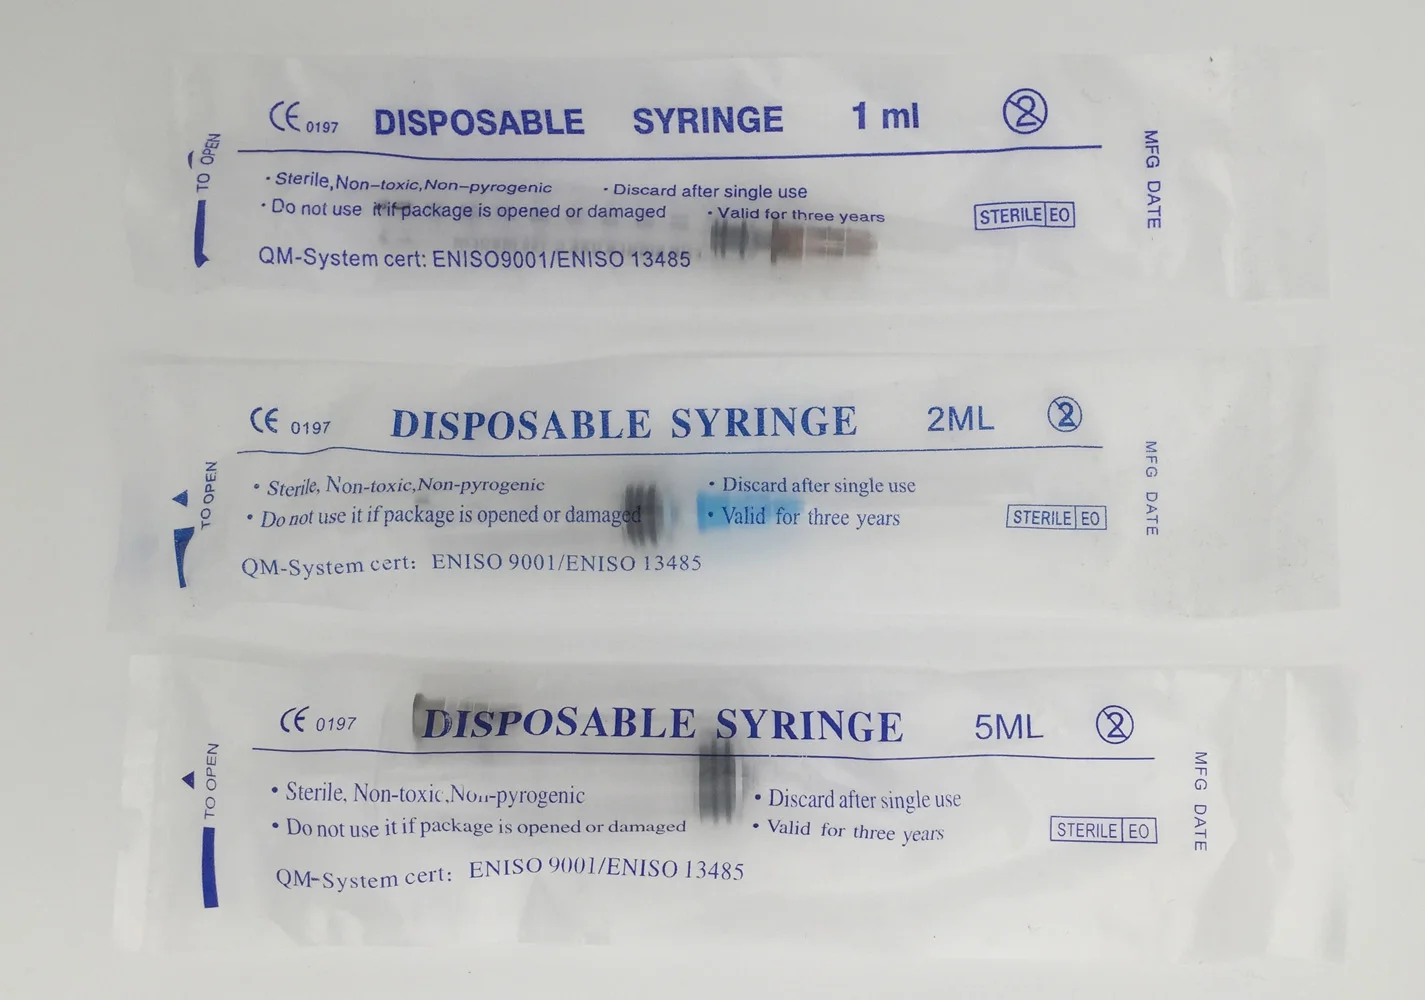 CE 0197 DISPOSABLE SYRINGE 1 ml 2
TO OPEN
· Sterile,Non-toxic,Non-pyrogenic · Discard after single use
· Do not use it if package is opened or damaged · Valid for three years
STERILE EO
QM-System cert: ENISO9001/ENISO 13485
MFG DATE
CE 0197 DISPOSABLE SYRINGE 2ML 2
TO OPEN
• Sterile, Non-toxic,Non-pyrogenic • Discard after single use
• Do not use it if package is opened or damaged • Valid for three years
STERILE EO
QM-System cert: ENISO 9001/ENISO 13485
MFG DATE
CE 0197 DISPOSABLE SYRINGE 5ML 2
TO OPEN
• Sterile, Non-toxic,Non-pyrogenic • Discard after single use
• Do not use it if package is opened or damaged • Valid for three years
STERILE EO
QM-System cert: ENISO 9001/ENISO 13485
MFG DATE